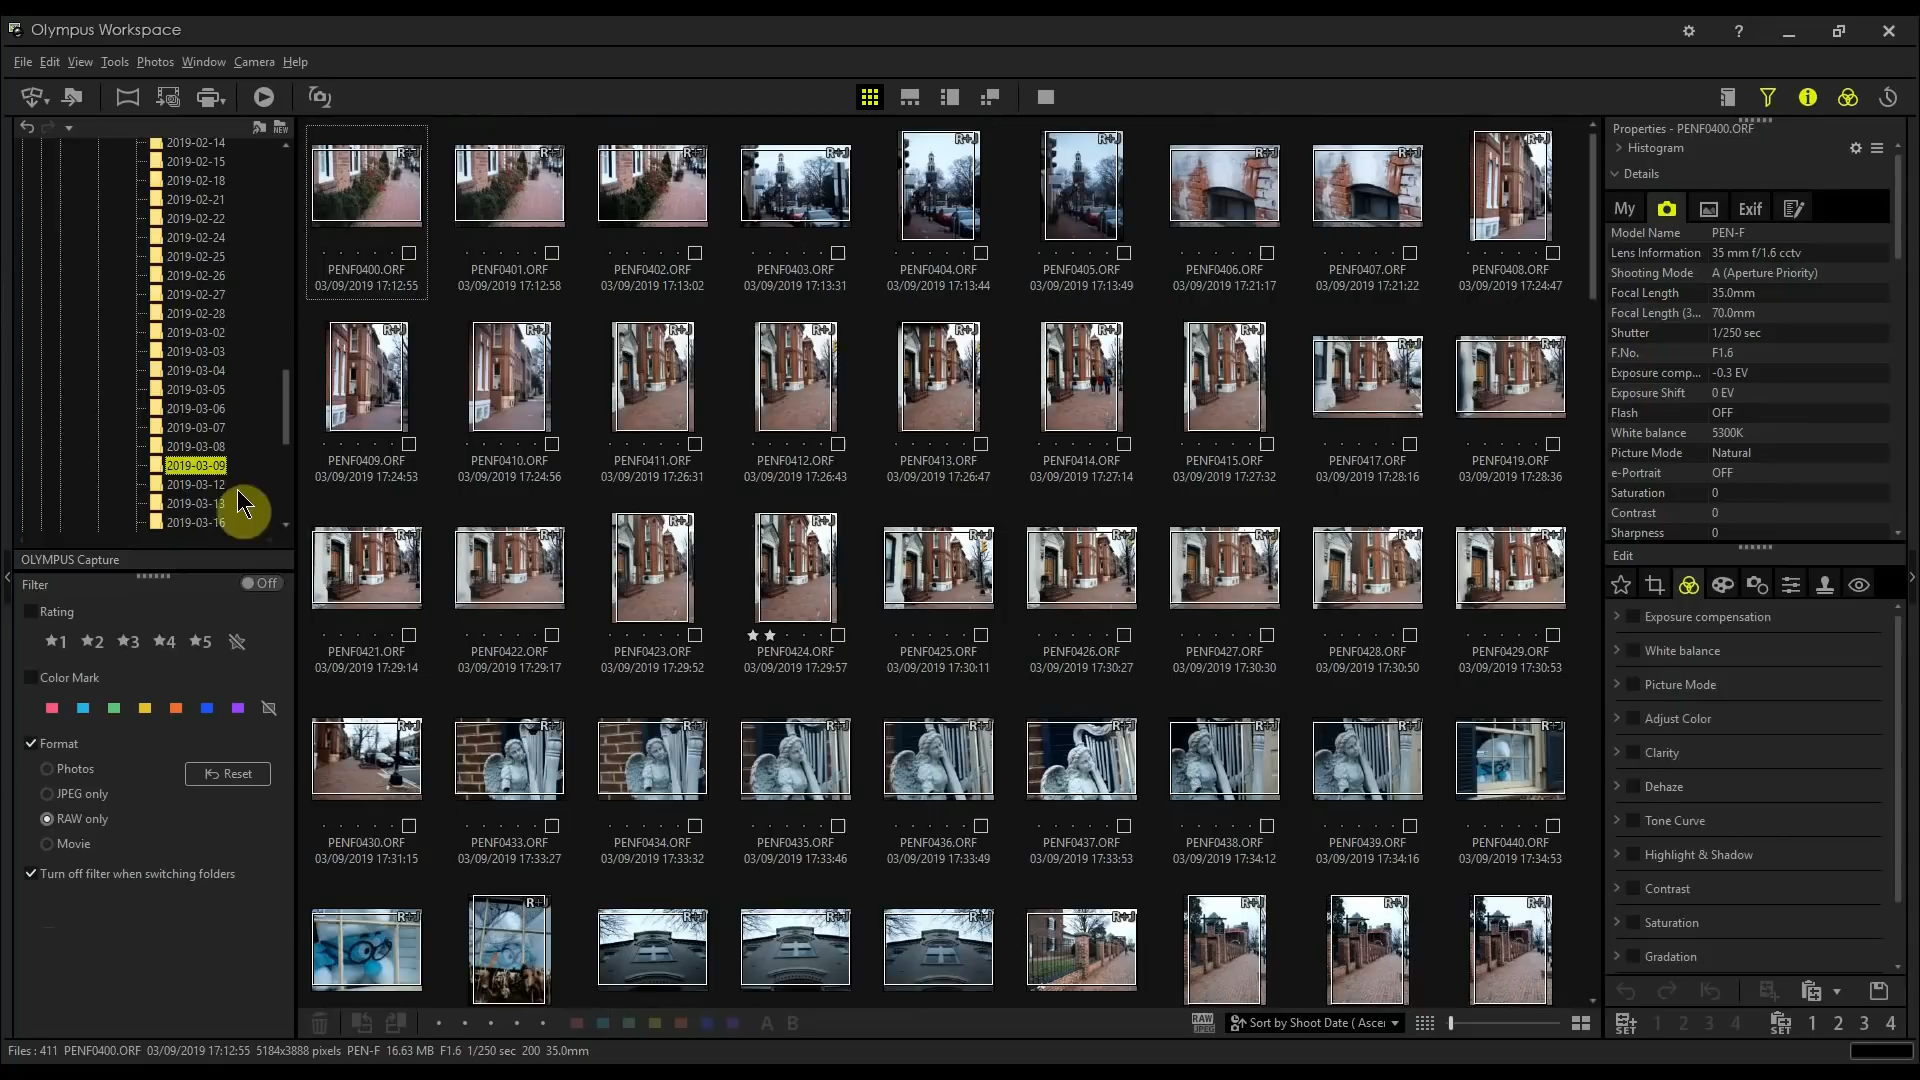 Olympus Workspace
?
File Edit View Tools Photos Window Camera Help
NEW
2019-02-14
2019-02-15
2019-02-18
2019-02-21
2019-02-22
2019-02-24
2019-02-25
2019-02-26
2019-02-27
2019-02-28
2019-03-02
2019-03-03
2019-03-04
2019-03-05
2019-03-06
2019-03-07
2019-03-08
2019-03-09
2019-03-12
2019-03-13
2019-03-16
OLYMPUS Capture
Filter Off
Rating
★1 ★2 ★3 ★4 ★5
Color Mark
Format
Photos
Reset
JPEG only
RAW only
Movie
Turn off filter when switching folders
R+J R+J R+J R+J R+J R+J R+J R+J R+J
PENF0400.ORF PENF0401.ORF PENF0402.ORF PENF0403.ORF PENF0404.ORF PENF0405.ORF PENF0406.ORF PENF0407.ORF PENF0408.ORF
03/09/2019 17:12:55 03/09/2019 17:12:58 03/09/2019 17:13:02 03/09/2019 17:13:31 03/09/2019 17:13:44 03/09/2019 17:13:49 03/09/2019 17:21:17 03/09/2019 17:21:22 03/09/2019 17:24:47
R+J R+J R+J R+J R+J R+J R+J R+J R+J
PENF0409.ORF PENF0410.ORF PENF0411.ORF PENF0412.ORF PENF0413.ORF PENF0414.ORF PENF0415.ORF PENF0417.ORF PENF0419.ORF
03/09/2019 17:24:53 03/09/2019 17:24:56 03/09/2019 17:26:31 03/09/2019 17:26:43 03/09/2019 17:26:47 03/09/2019 17:27:14 03/09/2019 17:27:32 03/09/2019 17:28:16 03/09/2019 17:28:36
R+J R+J R+J R+J R+J R+J R+J R+J R+J
PENF0421.ORF PENF0422.ORF PENF0423.ORF PENF0424.ORF PENF0425.ORF PENF0426.ORF PENF0427.ORF PENF0428.ORF PENF0429.ORF
03/09/2019 17:29:14 03/09/2019 17:29:17 03/09/2019 17:29:52 03/09/2019 17:29:57 03/09/2019 17:30:11 03/09/2019 17:30:27 03/09/2019 17:30:30 03/09/2019 17:30:50 03/09/2019 17:30:53
R+J R+J R+J R+J R+J R+J R+J R+J R+J
PENF0430.ORF PENF0433.ORF PENF0434.ORF PENF0435.ORF PENF0436.ORF PENF0437.ORF PENF0438.ORF PENF0439.ORF PENF0440.ORF
03/09/2019 17:31:15 03/09/2019 17:33:27 03/09/2019 17:33:32 03/09/2019 17:33:46 03/09/2019 17:33:49 03/09/2019 17:33:53 03/09/2019 17:34:12 03/09/2019 17:34:16 03/09/2019 17:34:53
R+J R+J R+J R+J R+J R+J R+J R+J R+J
A B RAW JPEG Sort by Shoot Date ( Ascer
Properties - PENF0400.ORF
Histogram
Details
My Exif
Model Name PEN-F
Lens Information 35 mm f/1.6 cctv
Shooting Mode A (Aperture Priority)
Focal Length 35.0mm
Focal Length (3... 70.0mm
Shutter 1/250 sec
F.No. F1.6
Exposure comp... -0.3 EV
Exposure Shift 0 EV
Flash OFF
White balance 5300K
Picture Mode Natural
e-Portrait OFF
Saturation 0
Contrast 0
Sharpness 0
Edit
Exposure compensation
White balance
Picture Mode
Adjust Color
Clarity
Dehaze
Tone Curve
Highlight & Shadow
Contrast
Saturation
Gradation
SET 1 2 3 4 SET 1 2 3 4
Files : 411 PENF0400.ORF 03/09/2019 17:12:55 5184x3888 pixels PEN-F 16.63 MB F1.6 1/250 sec 200 35.0mm